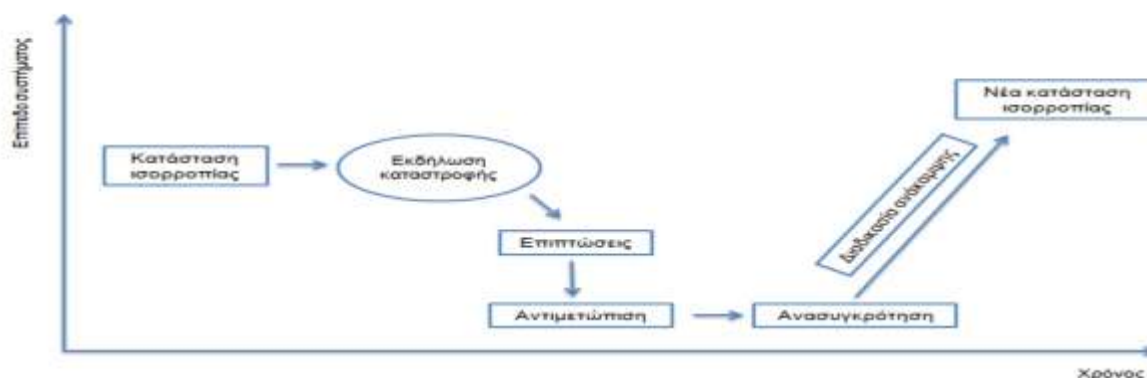 Επίπεδο συστήματος
Νέα κατάσταση
ισορροπίας
Κατάσταση
ισορροπίας
Εκδήλωση
καταστροφής
Διαδικασία ανάκαμψης
Επιπτώσεις
Αντιμετώπιση
Ανασυγκρότηση
Χρόνος